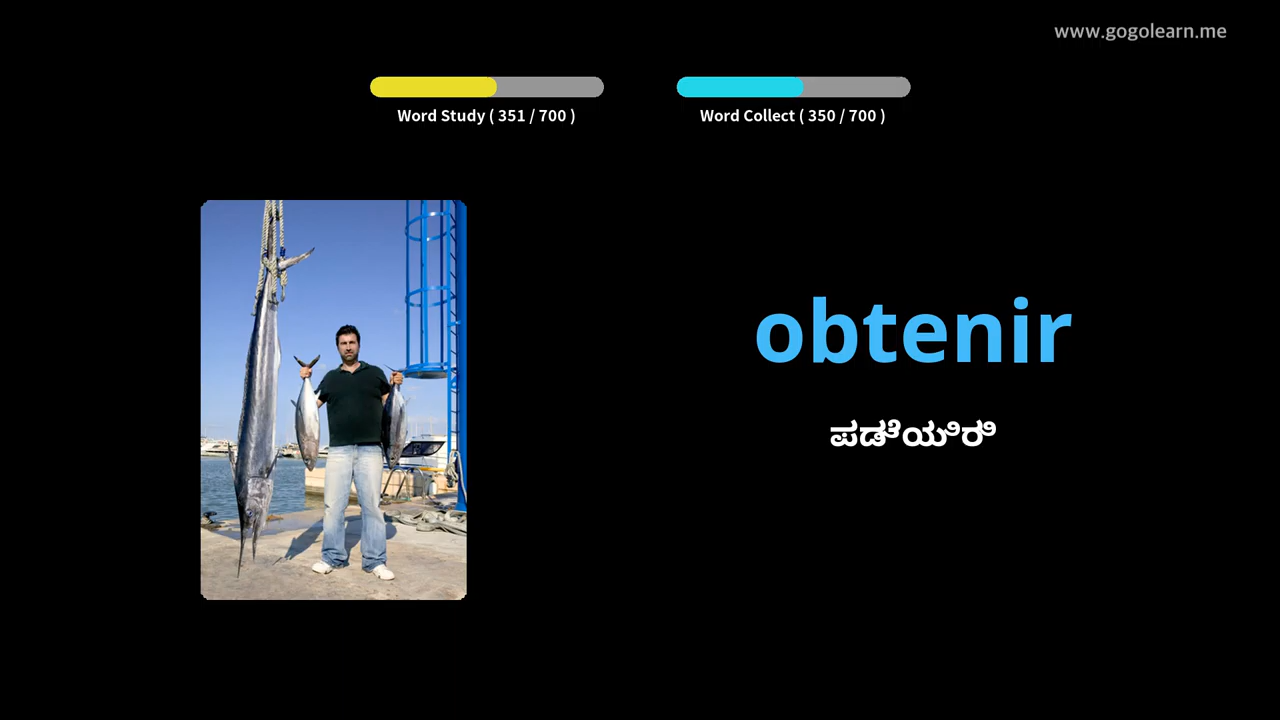 www.gogolearn.me
Word Study ( 351 / 700 )
Word Collect ( 350 / 700 )
obtenir
ಪಡೆಯಿರಿ